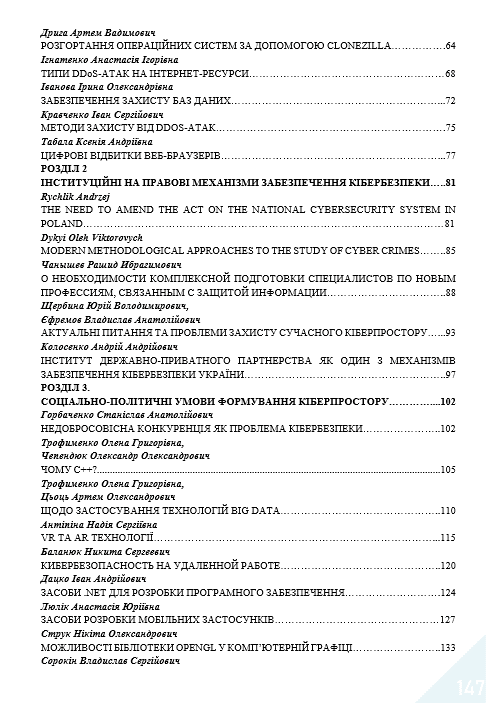 Дрига Артем Вадимович
РОЗГОРТАННЯ ОПЕРАЦІЙНИХ СИСТЕМ ЗА ДОПОМОГОЮ CLONEZILLA…………….64
Ігнатенко Анастасія Ігорівна
ТИПИ DDoS-АТАК НА ІНТЕРНЕТ-РЕСУРСИ……………………………………………….68
Іванова Ірина Олександрівна
ЗАБЕЗПЕЧЕННЯ ЗАХИСТУ БАЗ ДАНИХ……………………………………………………..72
Кравченко Іван Сергійович
МЕТОДИ ЗАХИСТУ ВІД DDOS-АТАК………………………………………………………….75
Табала Ксенія Андріївна
ЦИФРОВІ ВІДБИТКИ ВЕБ-БРАУЗЕРІВ………………………………………………………...77
РОЗДІЛ 2
ІНСТИТУЦІЙНІ НА ПРАВОВІ МЕХАНІЗМИ ЗАБЕЗПЕЧЕННЯ КІБЕРБЕЗПЕКИ…..81
Rychlik Andrzej
THE NEED TO AMEND THE ACT ON THE NATIONAL CYBERSECURITY SYSTEM IN
POLAND……………………………………………………………………………………………81
Dykyi Oleh Viktorovych
MODERN METHODOLOGICAL APPROACHES TO THE STUDY OF CYBER CRIMES……..85
Чанышев Рашид Ибрагимович
О НЕОБХОДИМОСТИ КОМПЛЕКСНОЙ ПОДГОТОВКИ СПЕЦИАЛИСТОВ ПО НОВЫМ
ПРОФЕССИЯМ, СВЯЗАННЫМ С ЗАЩИТОЙ ИНФОРМАЦИИ………………………………88
Щербина Юрій Володимирович,
Єфремов Владислав Анатолійович
АКТУАЛЬНІ ПИТАННЯ ТА ПРОБЛЕМИ ЗАХИСТУ СУЧАСНОГО КІБЕРПРОСТОРУ…...93
Колосенко Андрій Андрійович
ІНСТИТУТ ДЕРЖАВНО-ПРИВАТНОГО ПАРТНЕРСТВА ЯК ОДИН З МЕХАНІЗМІВ
ЗАБЕЗПЕЧЕННЯ КІБЕРБЕЗПЕКИ УКРАЇНИ…………………………………………………….97
РОЗДІЛ 3.
СОЦІАЛЬНО-ПОЛІТИЧНІ УМОВИ ФОРМУВАННЯ КІБЕРПРОСТОРУ…………...102
Горбаченко Станіслав Анатолійович
НЕДОБРОСОВІСНА КОНКУРЕНЦІЯ ЯК ПРОБЛЕМА КІБЕРБЕЗПЕКИ………………….102
Трофименко Олена Григорівна,
Чепендюк Олександр Олександрович
ЧОМУ C++?...............................................................................................................................105
Трофименко Олена Григорівна,
Цьоць Артем Олександрович
ЩОДО ЗАСТОСУВАННЯ ТЕХНОЛОГІЙ BIG DATA…………………………………………110
Антіпіна Надія Сергіївна
VR ТА AR ТЕХНОЛОГІЇ…………………………………………………………………………...115
Баланюк Никита Сергеевич
КИБЕРБЕЗОПАСНОСТЬ НА УДАЛЕННОЙ РАБОТЕ………………………………………..120
Дацко Іван Андрійович
ЗАСОБИ .NET ДЛЯ РОЗРОБКИ ПРОГРАМНОГО ЗАБЕЗПЕЧЕННЯ……………………….124
Люлік Анастасія Юріївна
ЗАСОБИ РОЗРОБКИ МОБІЛЬНИХ ЗАСТОСУНКІВ…………………………………………..127
Струк Нікіта Олександрович
МОЖЛИВОСТІ БІБЛІОТЕКИ OPENGL У КОМП’ЮТЕРНІЙ ГРАФІЦІ……………………..133
Сорокін Владислав Сергійович
147